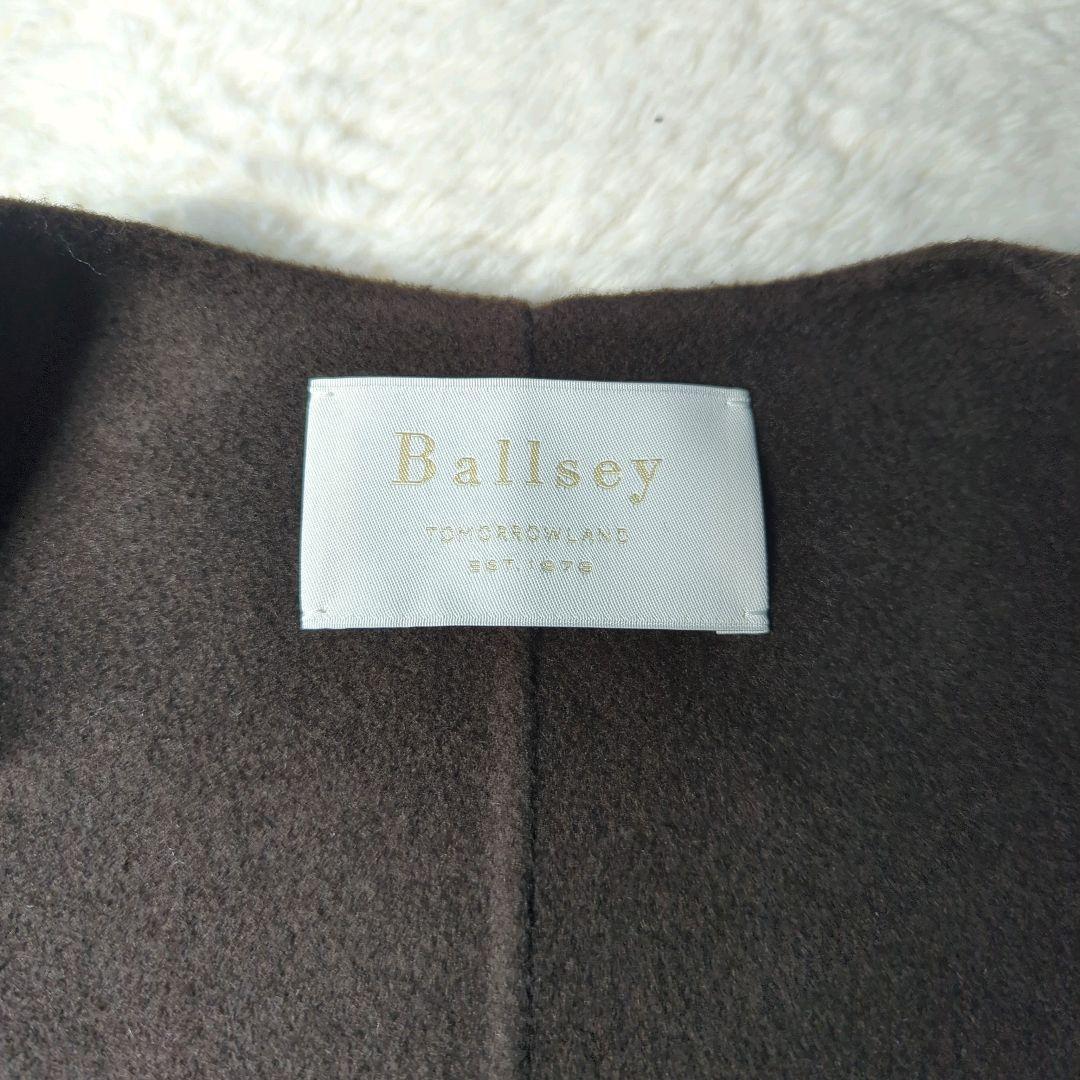 Ballsey
TOMORROWLAND
EST. 1978